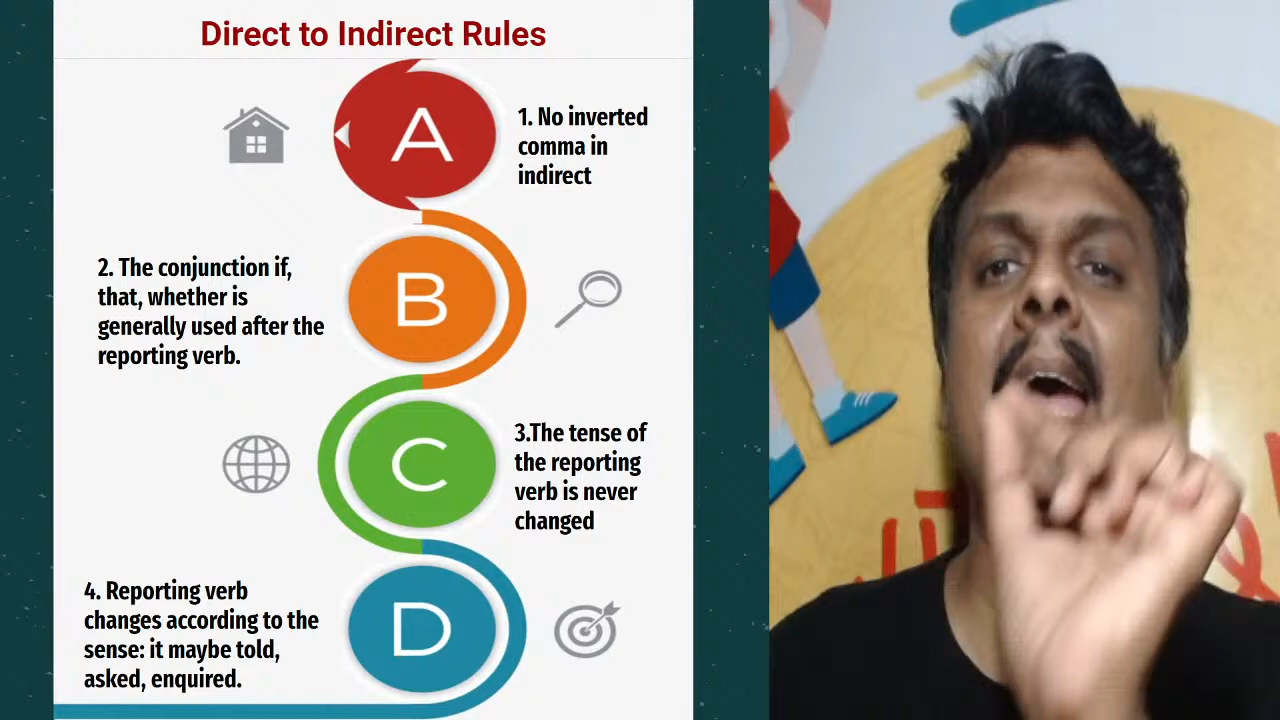 Direct to Indirect Rules
A
1. No inverted
comma in
indirect
2. The conjunction if,
that, whether is
generally used after the
reporting verb.
B
C
3.The tense of
the reporting
verb is never
changed
4. Reporting verb
changes according to the
sense: it maybe told,
asked, enquired.
D